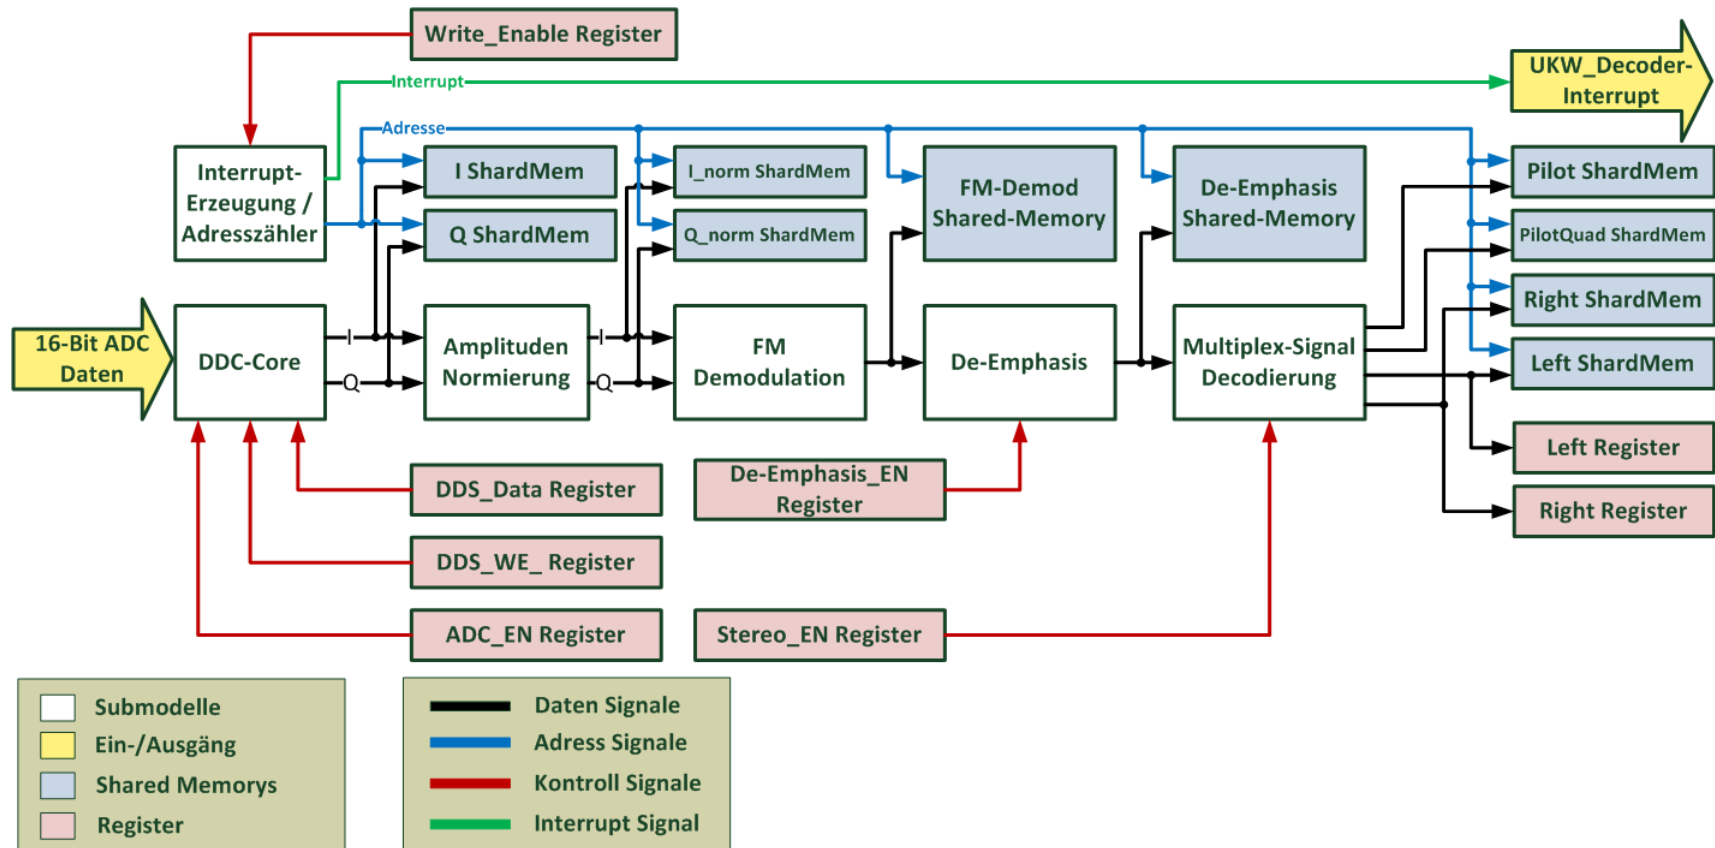 Write_Enable Register
Interrupt
UKW_Decoder-
Interrupt
Adresse
Interrupt-
Erzeugung /
Adresszähler
I ShardMem
Q ShardMem
I_norm ShardMem
Q_norm ShardMem
FM-Demod
Shared-Memory
De-Emphasis
Shared-Memory
Pilot ShardMem
PilotQuad ShardMem
Right ShardMem
Left ShardMem
16-Bit ADC
Daten
DDC-Core
I
Q
Amplituden
Normierung
I
Q
FM
Demodulation
De-Emphasis
Multiplex-Signal
Decodierung
Left Register
Right Register
DDS_Data Register
De-Emphasis_EN
Register
DDS_WE_ Register
ADC_EN Register
Stereo_EN Register
Submodelle
Ein-/Ausgäng
Shared Memorys
Register
Daten Signale
Adress Signale
Kontroll Signale
Interrupt Signal